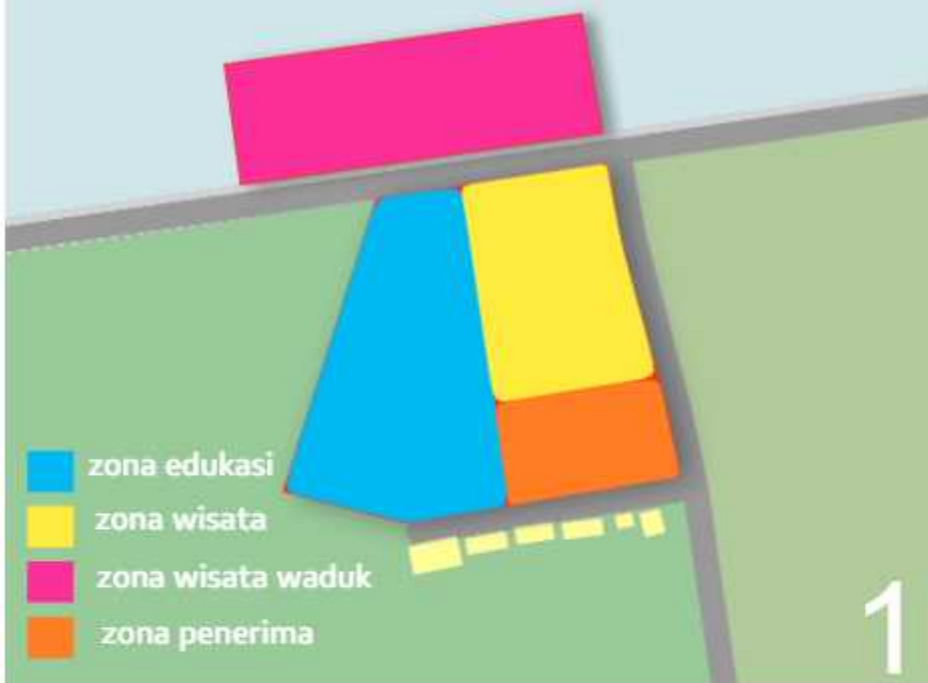 zona edukasi
zona wisata
zona wisata waduk
zona penerima
1